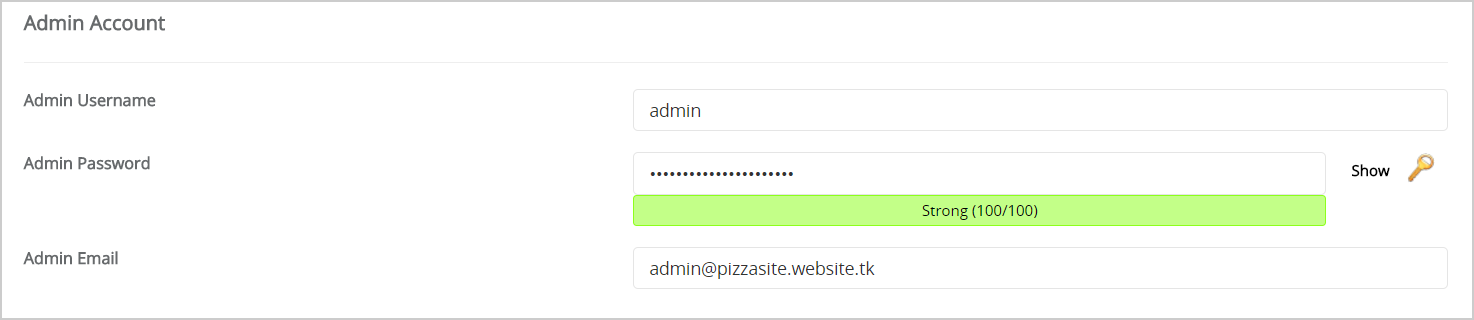 Admin Account
Admin Username
admin
Admin Password
••••••••••••••••••••••
Show
Strong (100/100)
Admin Email
admin@pizzasite.website.tk